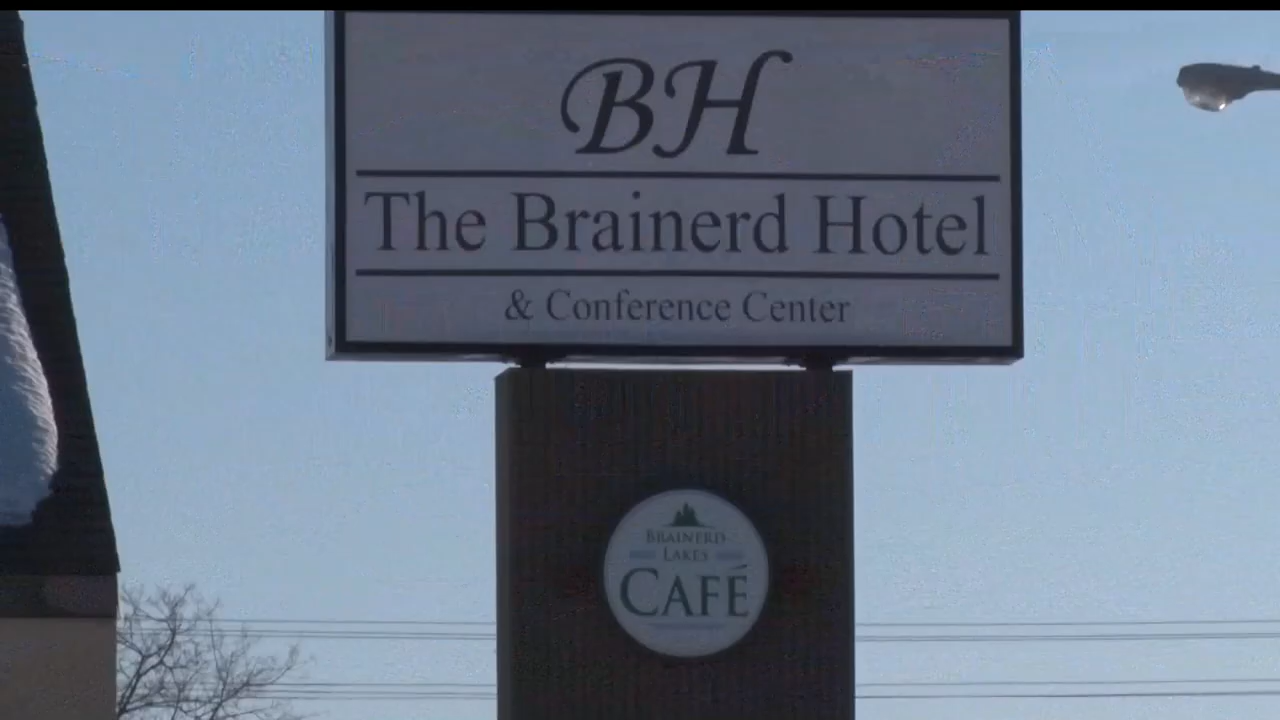 BH
The Brainerd Hotel
& Conference Center
BRAINERD
LAKES
CAFÉ